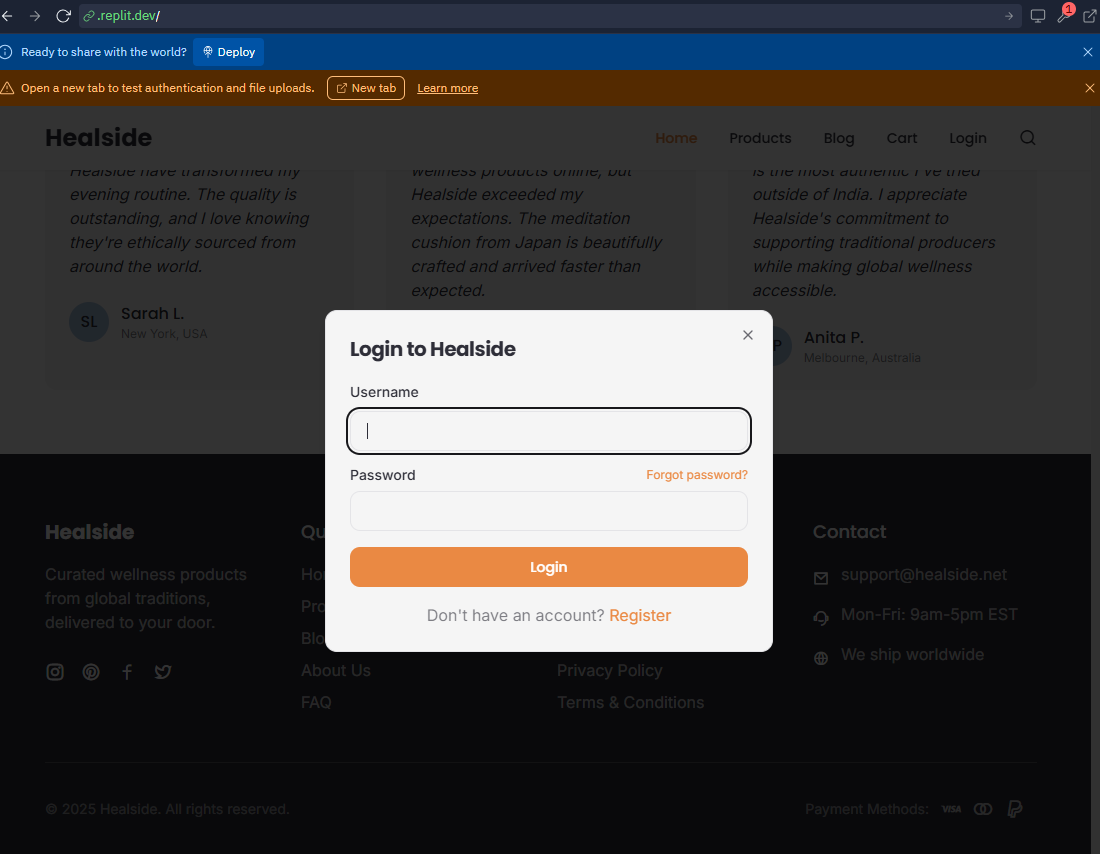 .replit.dev/
1
Ready to share with the world? Deploy
Open a new tab to test authentication and file uploads. New tab Learn more
Healside
Home Products Blog Cart Login
Healside have transformed my
evening routine. The quality is
outstanding, and I love knowing
they're ethically sourced from
around the world.
SL
Sarah L.
New York, USA
wellness products online, but
Healside exceeded my
expectations. The meditation
cushion from Japan is beautifully
crafted and arrived faster than
expected.
is the most authentic I've tried
outside of India. I appreciate
Healside's commitment to
supporting traditional producers
while making global wellness
accessible.
P
Anita P.
Melbourne, Australia
Login to Healside
Username
Password Forgot password?
Login
Don't have an account? Register
Healside
Curated wellness products
from global traditions,
delivered to your door.
Qu
Ho
Pro
Blo
About Us
FAQ
Privacy Policy
Terms & Conditions
Contact
support@healside.net
Mon-Fri: 9am-5pm EST
We ship worldwide
© 2025 Healside. All rights reserved.
Payment Methods: VISA